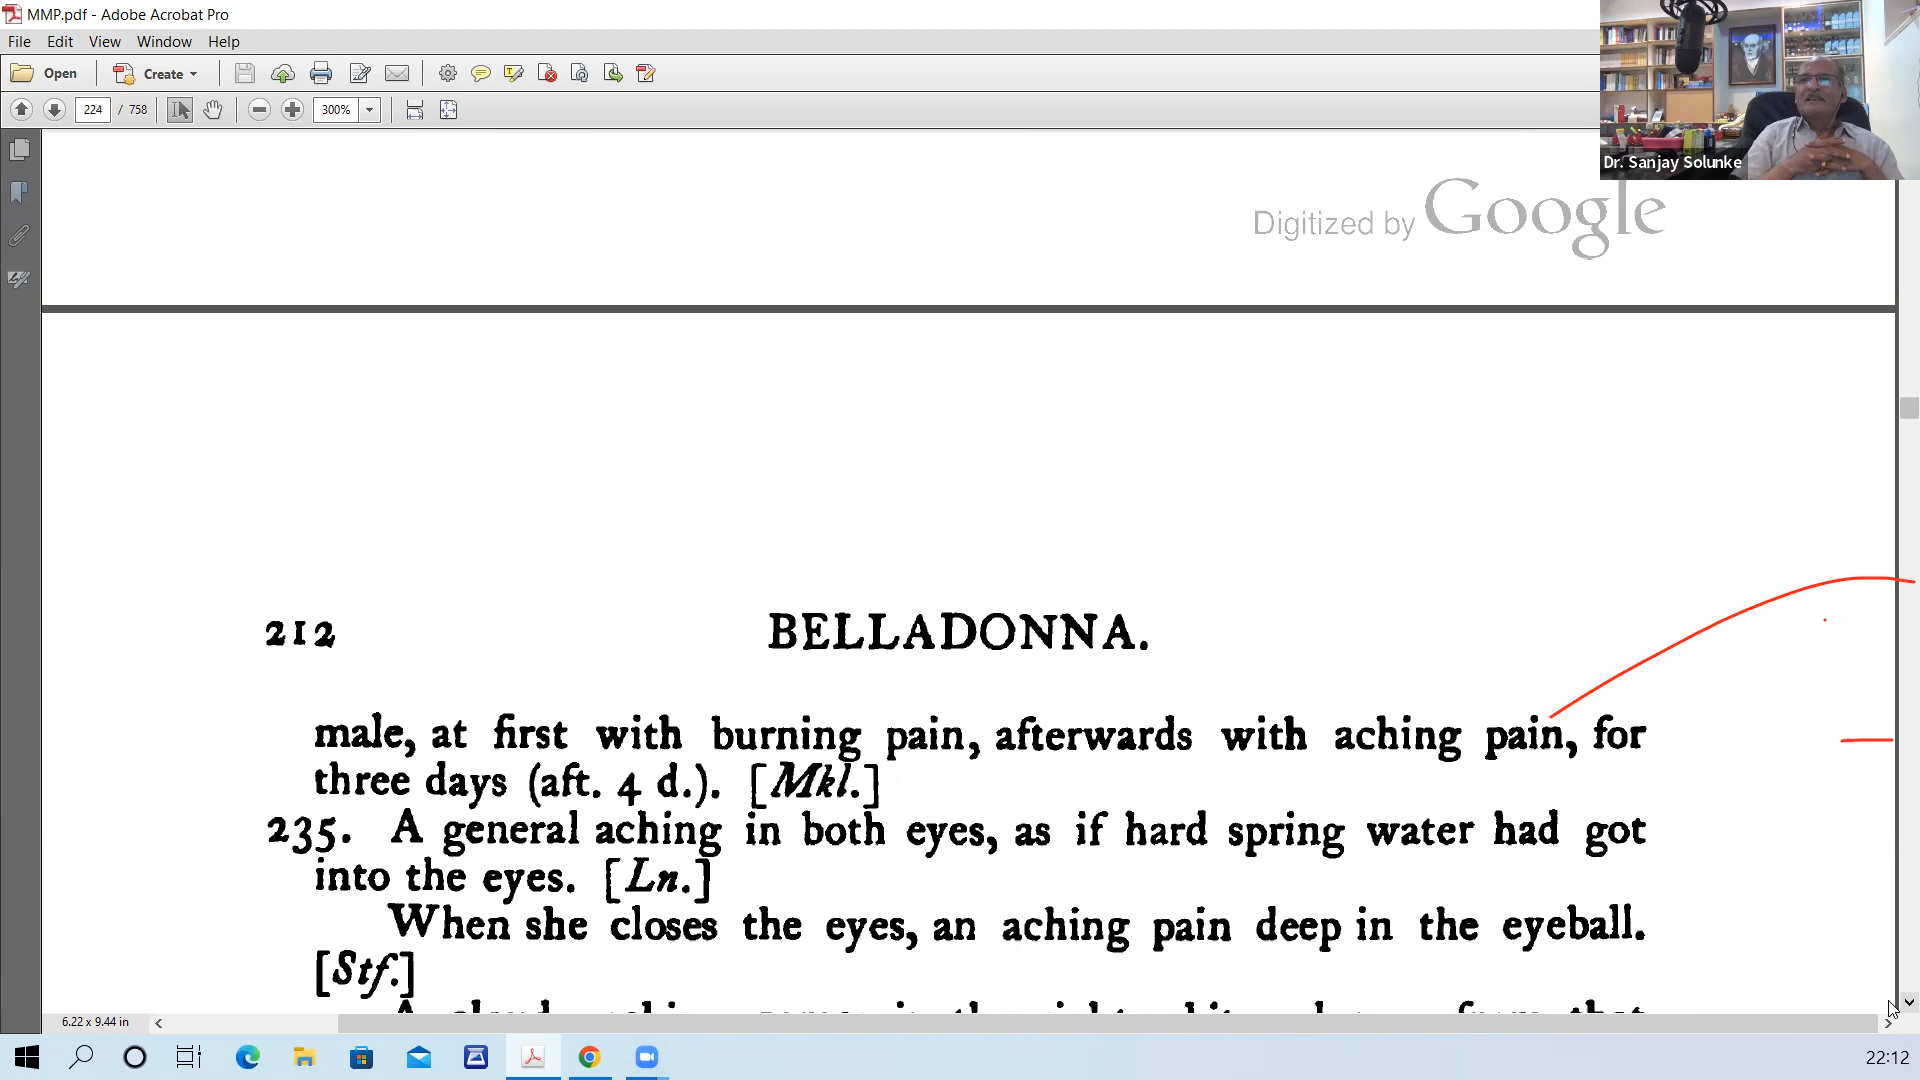 MMP.pdf - Adobe Acrobat Pro
File Edit View Window Help
Open Create
224 / 758 300%
Dr. Sanjay Solunke
Digitized by Google
212 BELLADONNA.
male, at first with burning pain, afterwards with aching pain, for
three days (aft. 4 d.). [Mkl.]
235. A general aching in both eyes, as if hard spring water had got
into the eyes. [Ln.]
When she closes the eyes, an aching pain deep in the eyeball.
[Stf.]
6.22 x 9.44 in
22:12